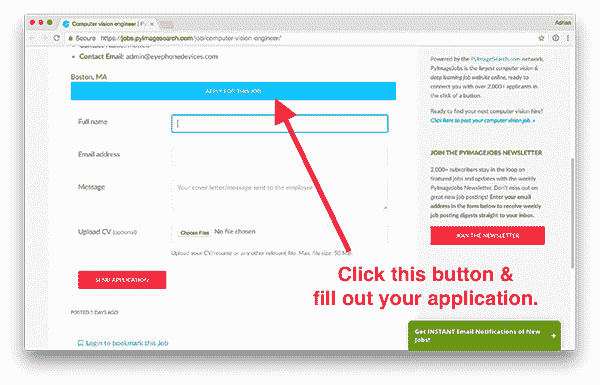 Computer vision engineer | Py
Adrian
Secure https://jobs.pyimagesearch.com/job/computer-vision-engineer/
Contact Email: admin@eyephonedevices.com
Boston, MA
APPLY FOR THIS JOB
Full name
Email address
Message
Your cover letter/message sent to the employer
Upload CV (optional)
Choose Files No file chosen
Upload your CV/resume or any other relevant file. Max. file size: 50 MB.
SEND APPLICATION
POSTED 5 DAYS AGO
Login to bookmark this Job
Powered by the PyImageSearch.com network,
PyImageJobs is the largest computer vision &
deep learning job website online, ready to
connect you with over 2,000+ applicants in
the click of a button.
Ready to find your next computer vision hire?
Click here to post your computer vision job. »
JOIN THE PYIMAGEJOBS NEWSLETTER
2,000+ subscribers stay in the loop on
featured jobs and updates with the weekly
PyImageJobs Newsletter. Don't miss out on
great new job postings! Enter your email
address in the form below to receive weekly
job posting digests straight to your inbox.
JOIN THE NEWSLETTER
Click this button &
fill out your application.
Get INSTANT Email Notifications of New
Jobs! +